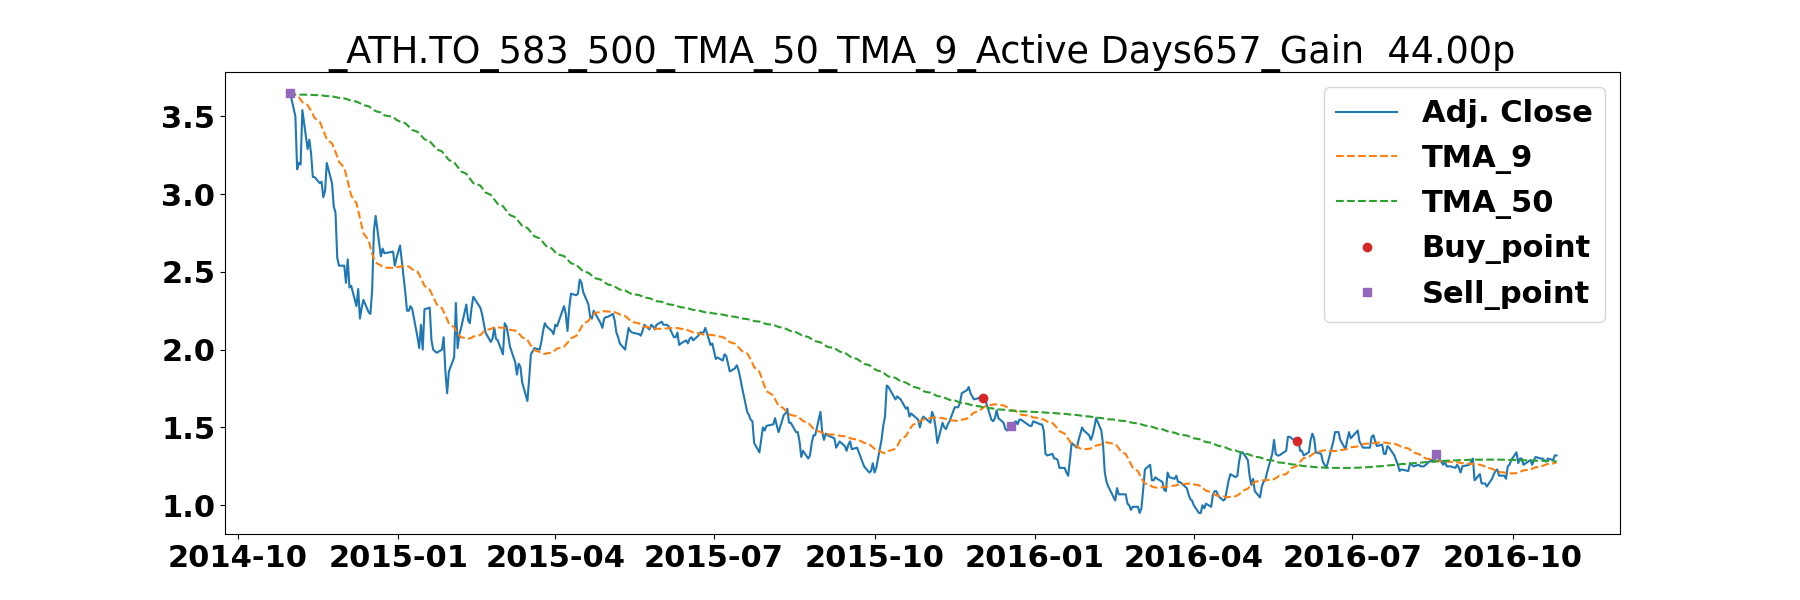 _ATH.TO_583_500_TMA_50_TMA_9_Active Days657_Gain  44.00p
Adj. Close
TMA_9
TMA_50
Buy_point
Sell_point
3.5
3.0
2.5
2.0
1.5
1.0
2014-10 2015-01 2015-04 2015-07 2015-10 2016-01 2016-04 2016-07 2016-10